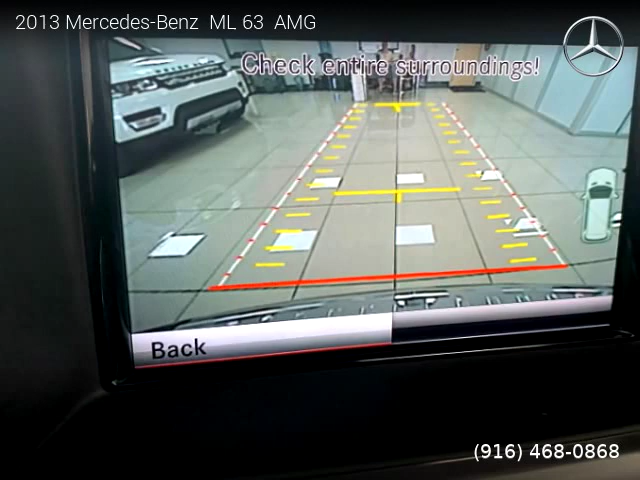 2013 Mercedes-Benz  ML 63  AMG
Check entire surroundings!
Back
(916) 468-0868